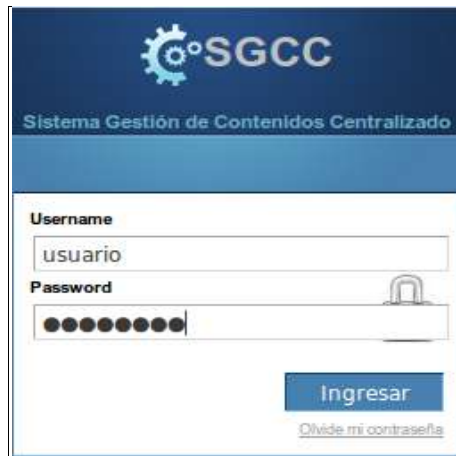 SGCC
Sistema Gestión de Contenidos Centralizado
Username
usuario
Password
●●●●●●●●
Ingresar
Olvide mi contraseña